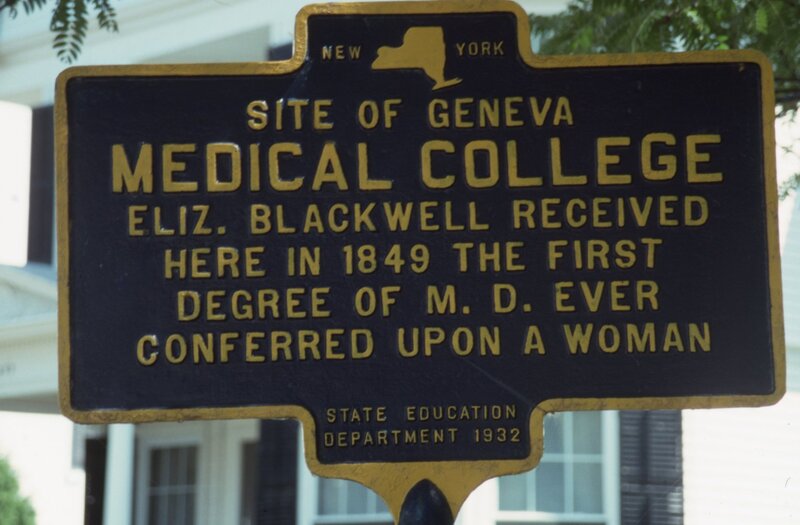 NEW YORK
SITE OF GENEVA
MEDICAL COLLEGE
ELIZ. BLACKWELL RECEIVED
HERE IN 1849 THE FIRST
DEGREE OF M. D. EVER
CONFERRED UPON A WOMAN
STATE EDUCATION
DEPARTMENT 1932